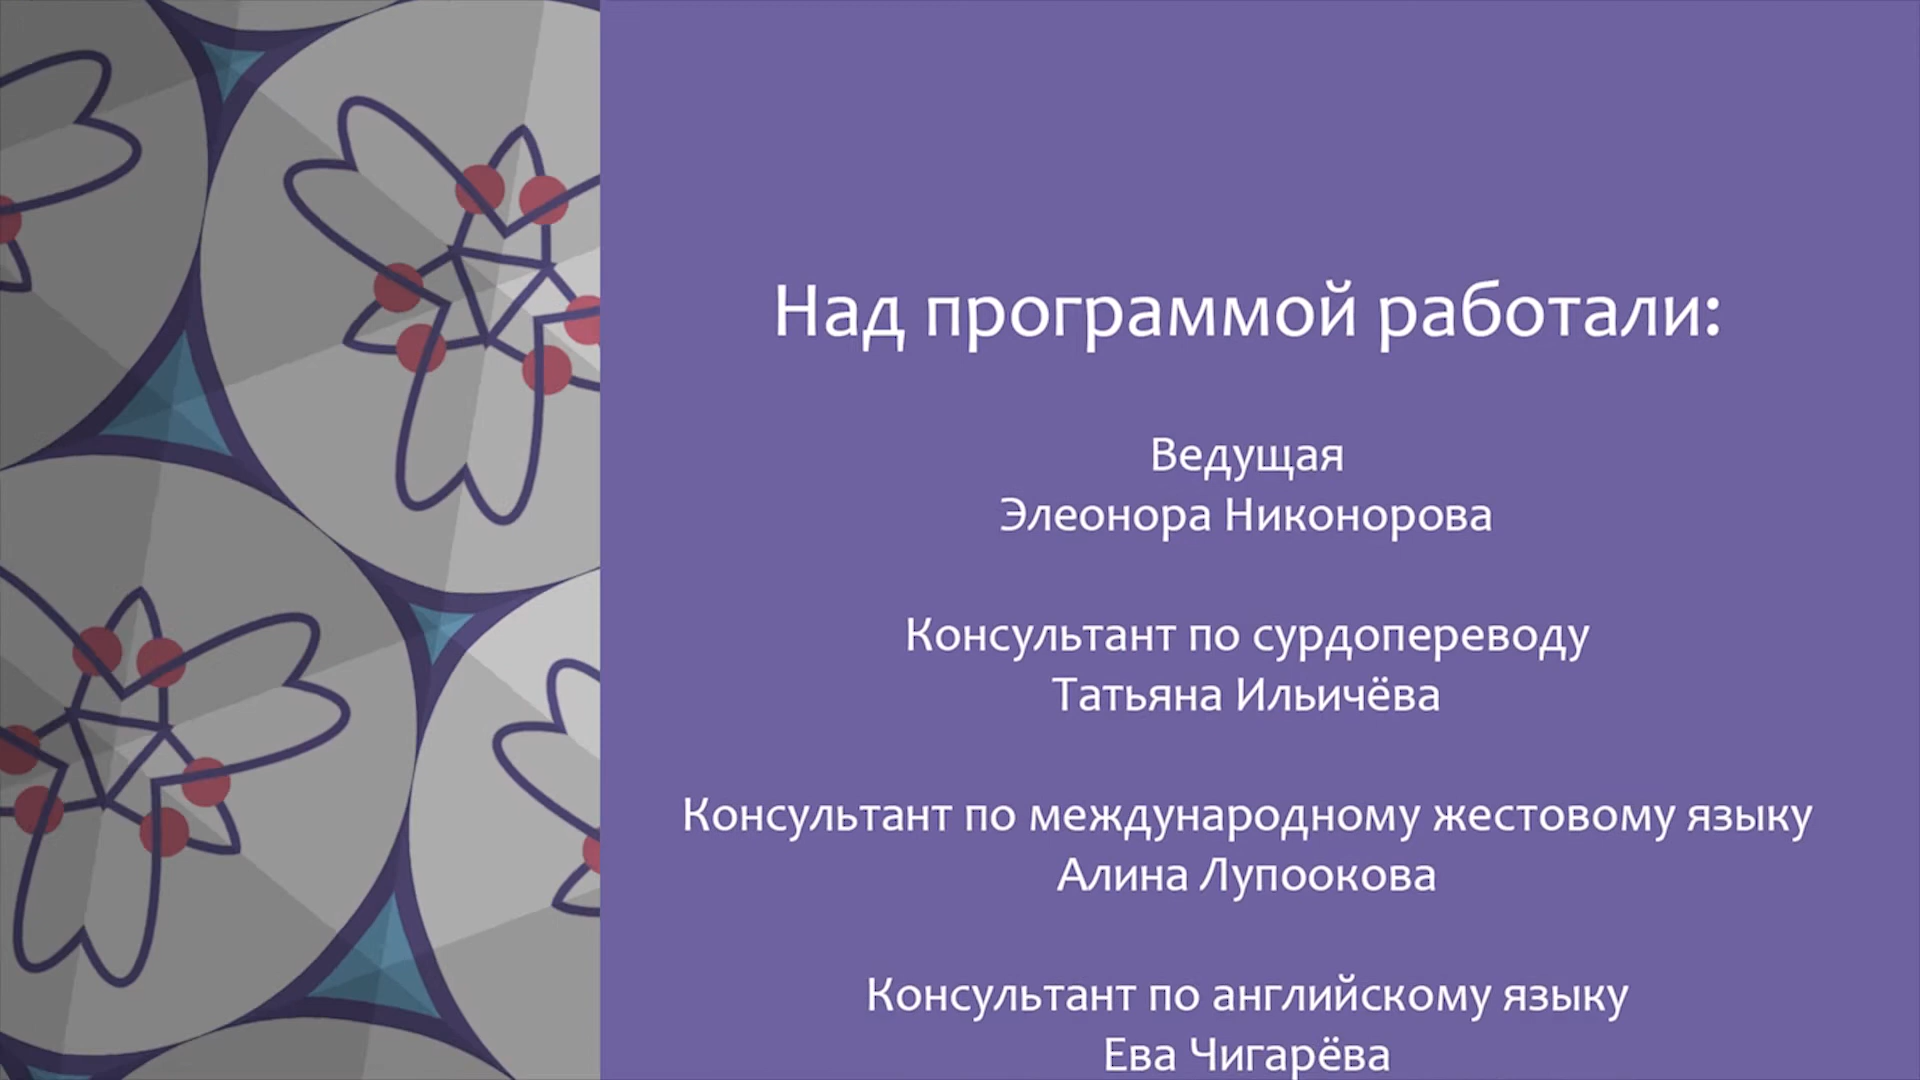 Над программой работали:
Ведущая
Элеонора Никонорова
Консультант по сурдопереводу
Татьяна Ильичёва
Консультант по международному жестовому языку
Алина Лупоокова
Консультант по английскому языку
Ева Чигарёва